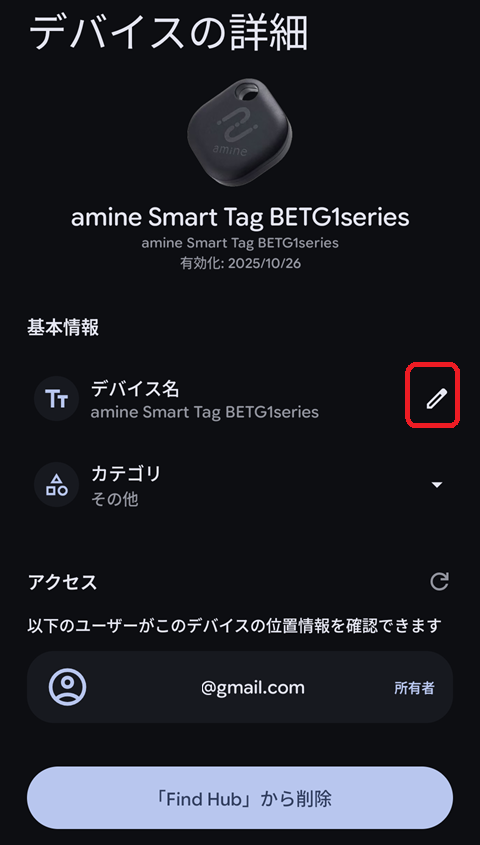 デバイスの詳細
amine
amine Smart Tag BETG1series
amine Smart Tag BETG1series
有効化: 2025/10/26
基本情報
デバイス名
amine Smart Tag BETG1series
カテゴリ
その他
アクセス
以下のユーザーがこのデバイスの位置情報を確認できます
@gmail.com 所有者
「Find Hub」から削除